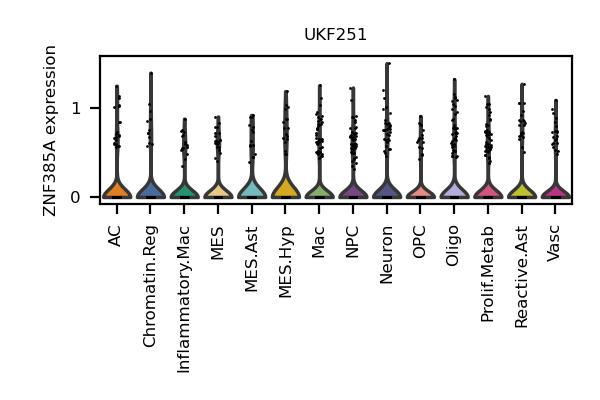 UKF251
ZNF385A expression
1
0
AC
Chromatin.Reg
Inflammatory.Mac
MES
MES.Ast
MES.Hyp
Mac
NPC
Neuron
OPC
Oligo
Prolif.Metab
Reactive.Ast
Vasc